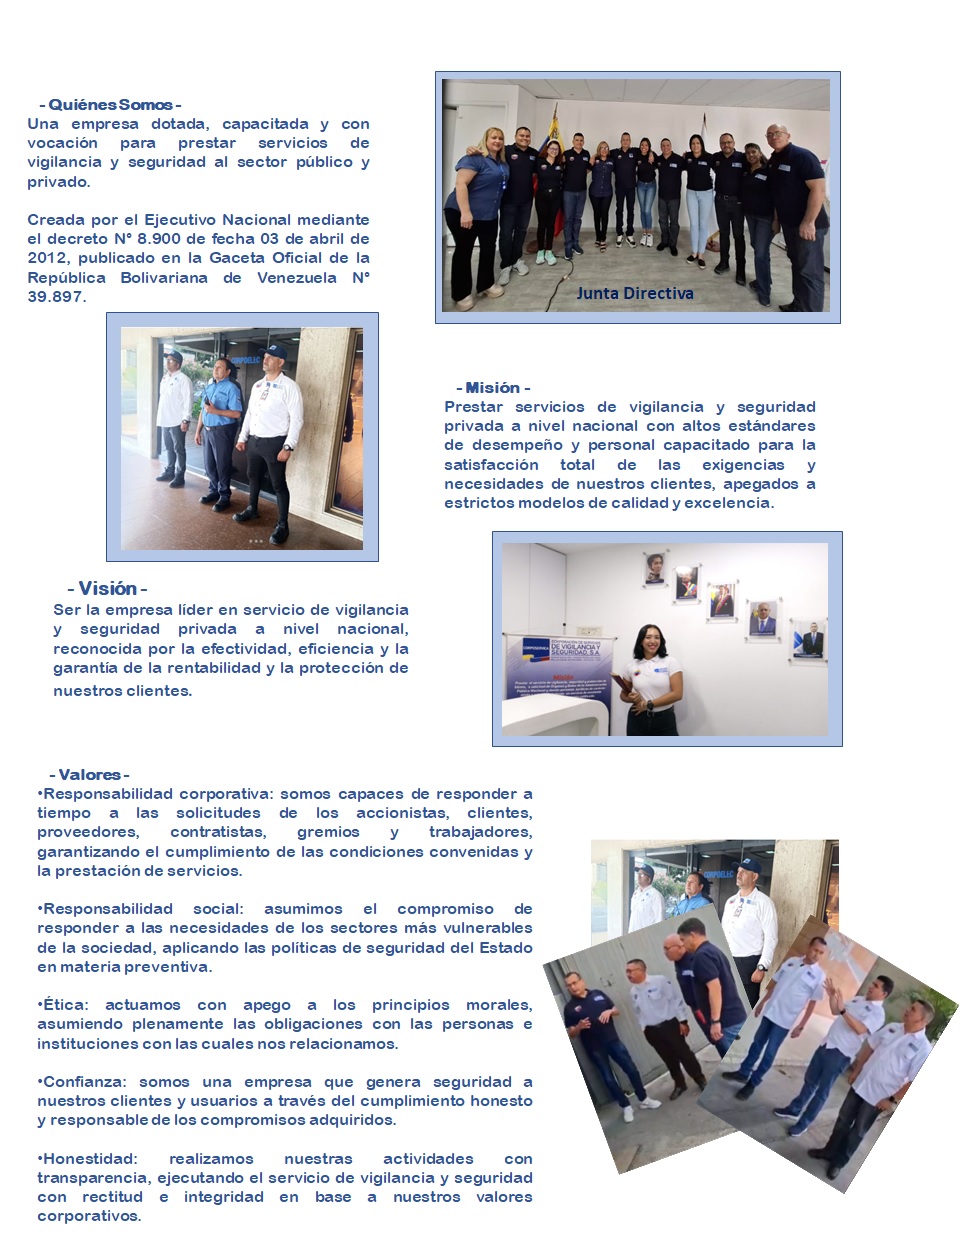 - Quiénes Somos -
Una empresa dotada, capacitada y con
vocación para prestar servicios de
vigilancia y seguridad al sector público y
privado.
Creada por el Ejecutivo Nacional mediante
el decreto N° 8.900 de fecha 03 de abril de
2012, publicado en la Gaceta Oficial de la
República Bolivariana de Venezuela N°
39.897.
Junta Directiva
CORPOELEC
- Misión -
Prestar servicios de vigilancia y seguridad
privada a nivel nacional con altos estándares
de desempeño y personal capacitado para la
satisfacción total de las exigencias y
necesidades de nuestros clientes, apegados a
estrictos modelos de calidad y excelencia.
- Visión -
Ser la empresa líder en servicio de vigilancia
y seguridad privada a nivel nacional,
reconocida por la efectividad, eficiencia y la
garantía de la rentabilidad y la protección de
nuestros clientes.
DE VIGILANCIA Y
SEGURIDAD, S.A.
- Valores -
•Responsabilidad corporativa: somos capaces de responder a
tiempo a las solicitudes de los accionistas, clientes,
proveedores, contratistas, gremios y trabajadores,
garantizando el cumplimiento de las condiciones convenidas y
la prestación de servicios.
•Responsabilidad social: asumimos el compromiso de
responder a las necesidades de los sectores más vulnerables
de la sociedad, aplicando las políticas de seguridad del Estado
en materia preventiva.
•Ética: actuamos con apego a los principios morales,
asumiendo plenamente las obligaciones con las personas e
instituciones con las cuales nos relacionamos.
•Confianza: somos una empresa que genera seguridad a
nuestros clientes y usuarios a través del cumplimiento honesto
y responsable de los compromisos adquiridos.
•Honestidad: realizamos nuestras actividades con
transparencia, ejecutando el servicio de vigilancia y seguridad
con rectitud e integridad en base a nuestros valores
corporativos.
CORPOELEC